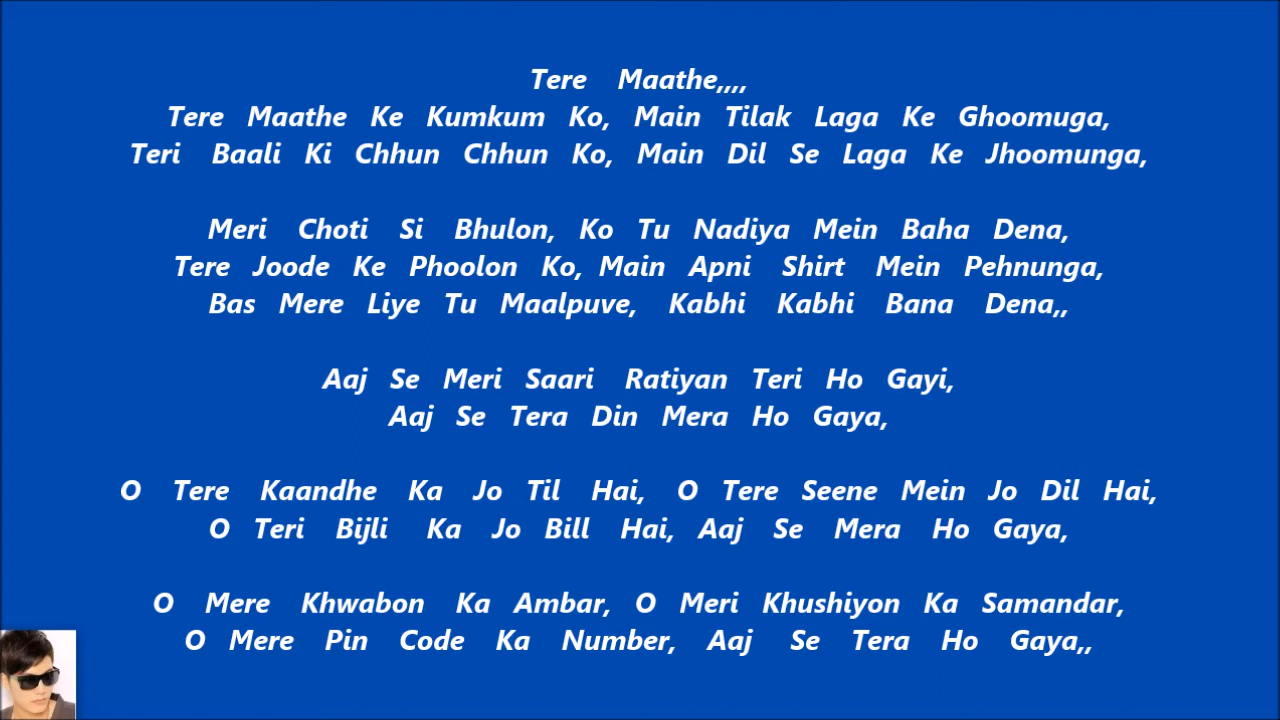 Tere Maathe,,,,
Tere Maathe Ke Kumkum Ko, Main Tilak Laga Ke Ghoomuga,
Teri Baali Ki Chhun Chhun Ko, Main Dil Se Laga Ke Jhoomunga,
Meri Choti Si Bhulon, Ko Tu Nadiya Mein Baha Dena,
Tere Joode Ke Phoolon Ko, Main Apni Shirt Mein Pehnunga,
Bas Mere Liye Tu Maalpuve, Kabhi Kabhi Bana Dena,,
Aaj Se Meri Saari Ratiyan Teri Ho Gayi,
Aaj Se Tera Din Mera Ho Gaya,
O Tere Kaandhe Ka Jo Til Hai, O Tere Seene Mein Jo Dil Hai,
O Teri Bijli Ka Jo Bill Hai, Aaj Se Mera Ho Gaya,
O Mere Khwabon Ka Ambar, O Meri Khushiyon Ka Samandar,
O Mere Pin Code Ka Number, Aaj Se Tera Ho Gaya,,